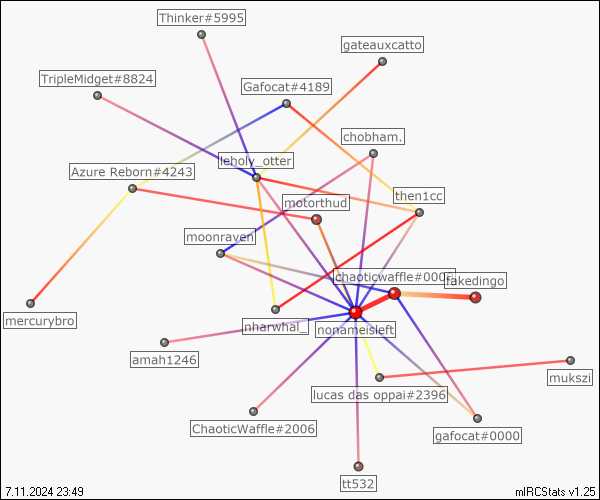 Thinker#5995
gateauxcatto
TripleMidget#8824
Gafocat#4189
chobham.
leholy_otter
Azure Reborn#4243
then1cc
motorthud
moonraven
chaoticwaffle#000
fakedingo
mercurybro
nharwhal_
nonameisleft
amah1246
mukszi
lucas das oppai#2396
ChaoticWaffle#2006
gafocat#0000
tt532
7.11.2024 23:49
mIRCStats v1.25